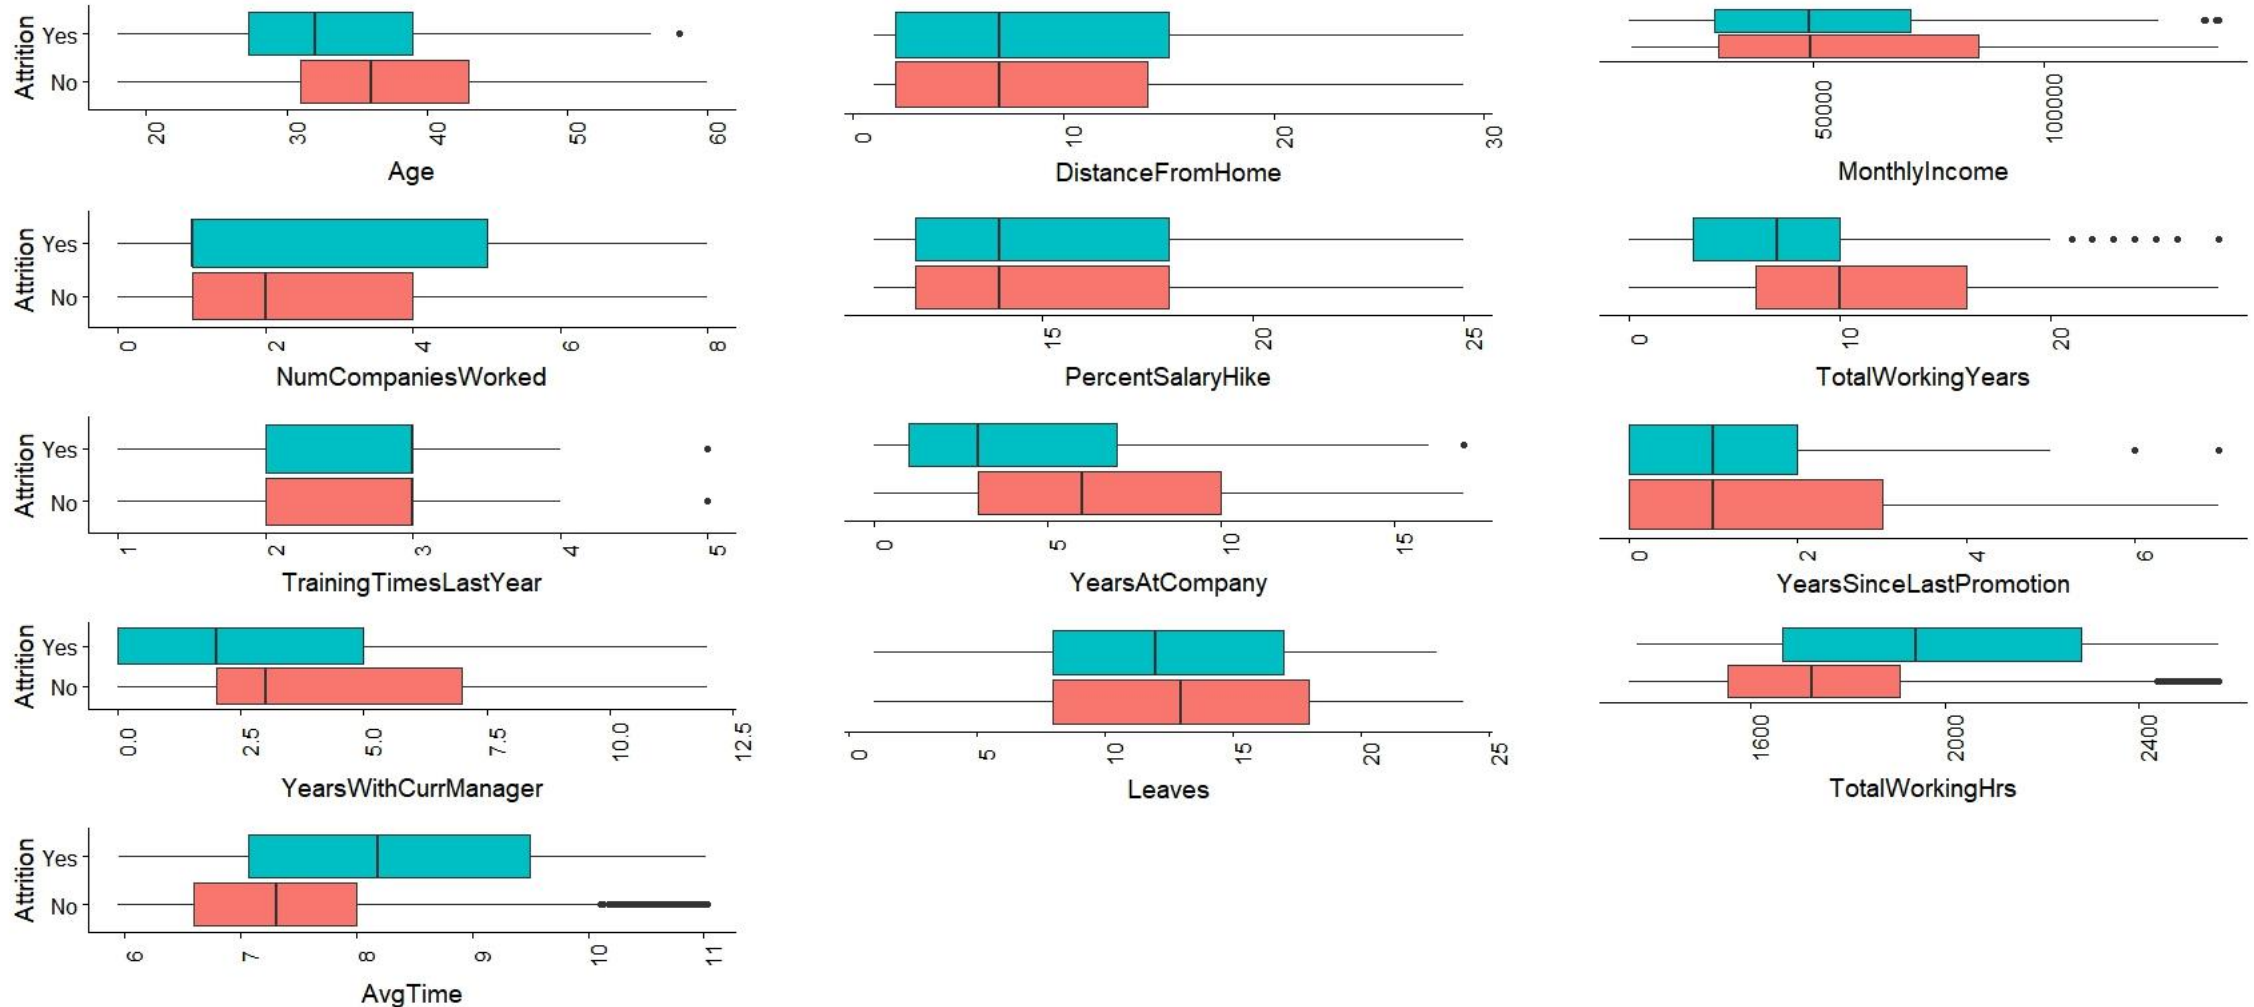 Attrition
Yes
No
20 30 40 50 60
Age
0 10 20 30
DistanceFromHome
50000 100000
MonthlyIncome
Attrition
Yes
No
0 2 4 6 8
NumCompaniesWorked
15 20 25
PercentSalaryHike
0 10 20
TotalWorkingYears
Attrition
Yes
No
1 2 3 4 5
TrainingTimesLastYear
0 5 10 15
YearsAtCompany
0 2 4 6
YearsSinceLastPromotion
Attrition
Yes
No
0.0 2.5 5.0 7.5 10.0 12.5
YearsWithCurrManager
0 5 10 15 20 25
Leaves
1600 2000 2400
TotalWorkingHrs
Attrition
Yes
No
6 7 8 9 10 11
AvgTime